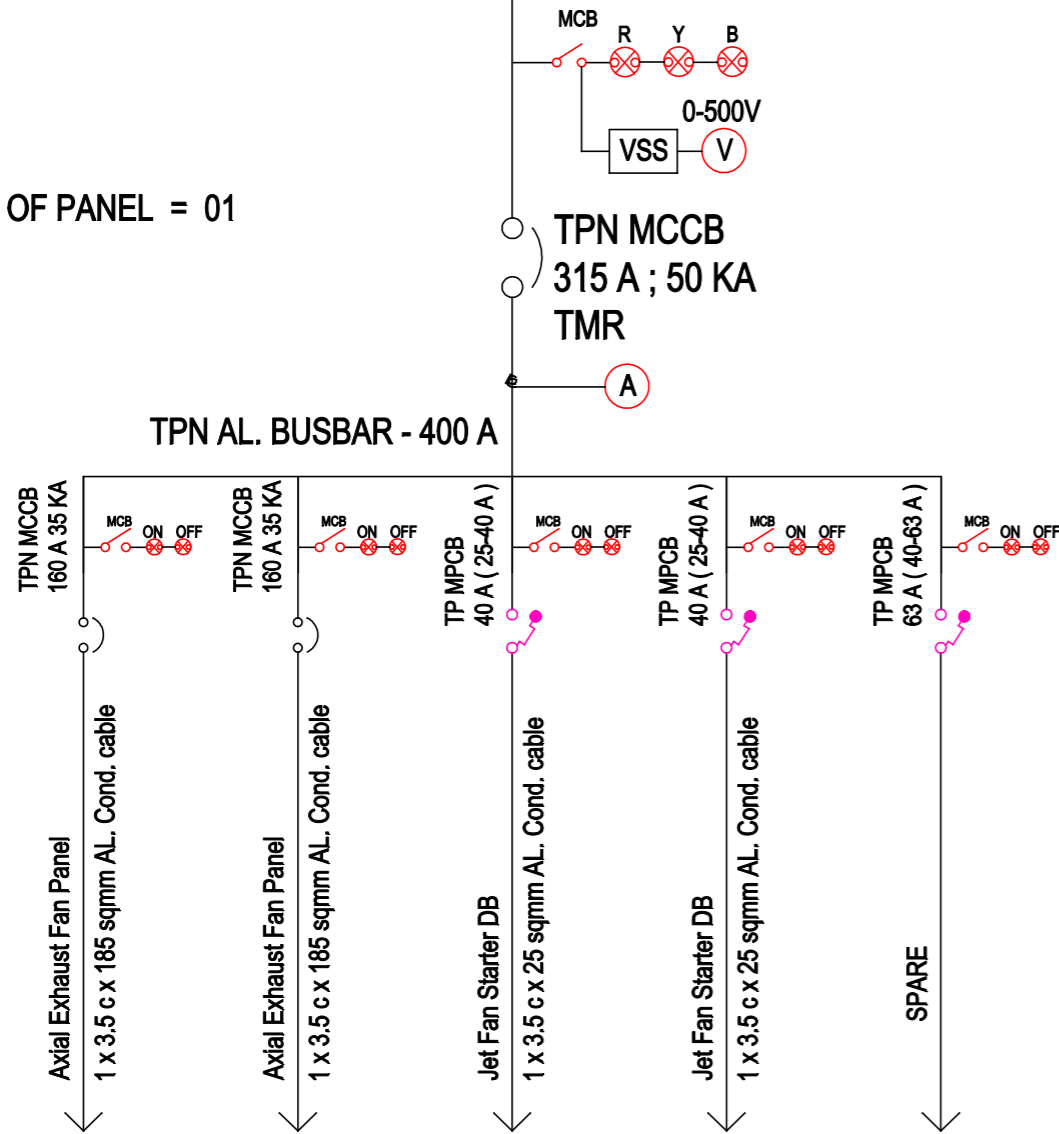 MCB
R Y B
0-500V
VSS V
OF PANEL = 01
TPN MCCB
315 A ; 50 KA
TMR
A
TPN AL. BUSBAR - 400 A
TPN MCCB
160 A 35 KA
MCB ON OFF
TPN MCCB
160 A 35 KA
MCB ON OFF
TP MPCB
40 A ( 25-40 A )
MCB ON OFF
TP MPCB
40 A ( 25-40 A )
MCB ON OFF
TP MPCB
63 A ( 40-63 A )
MCB ON OFF
Axial Exhaust Fan Panel
1 x 3.5 c x 185 sqmm AL. Cond. cable
Axial Exhaust Fan Panel
1 x 3.5 c x 185 sqmm AL. Cond. cable
Jet Fan Starter DB
1 x 3.5 c x 25 sqmm AL. Cond. cable
Jet Fan Starter DB
1 x 3.5 c x 25 sqmm AL. Cond. cable
SPARE